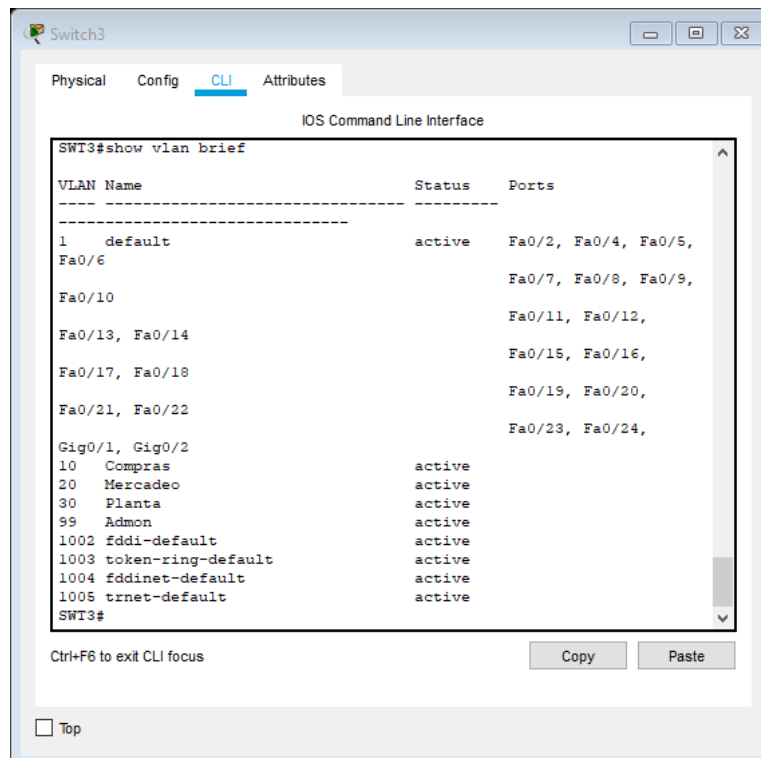 Switch3
Physical Config CLI Attributes
IOS Command Line Interface
SWT3#show vlan brief
VLAN Name                             Status    Ports
---- -------------------------------- ---------
-------------------------------
1    default                          active    Fa0/2, Fa0/4, Fa0/5,
Fa0/6
                                                Fa0/7, Fa0/8, Fa0/9,
Fa0/10
                                                Fa0/11, Fa0/12,
Fa0/13, Fa0/14
                                                Fa0/15, Fa0/16,
Fa0/17, Fa0/18
                                                Fa0/19, Fa0/20,
Fa0/21, Fa0/22
                                                Fa0/23, Fa0/24,
Gig0/1, Gig0/2
10   Compras                          active
20   Mercadeo                         active
30   Planta                           active
99   Admon                            active
1002 fddi-default                     active
1003 token-ring-default               active
1004 fddinet-default                  active
1005 trnet-default                    active
SWT3#
Ctrl+F6 to exit CLI focus Copy Paste
Top